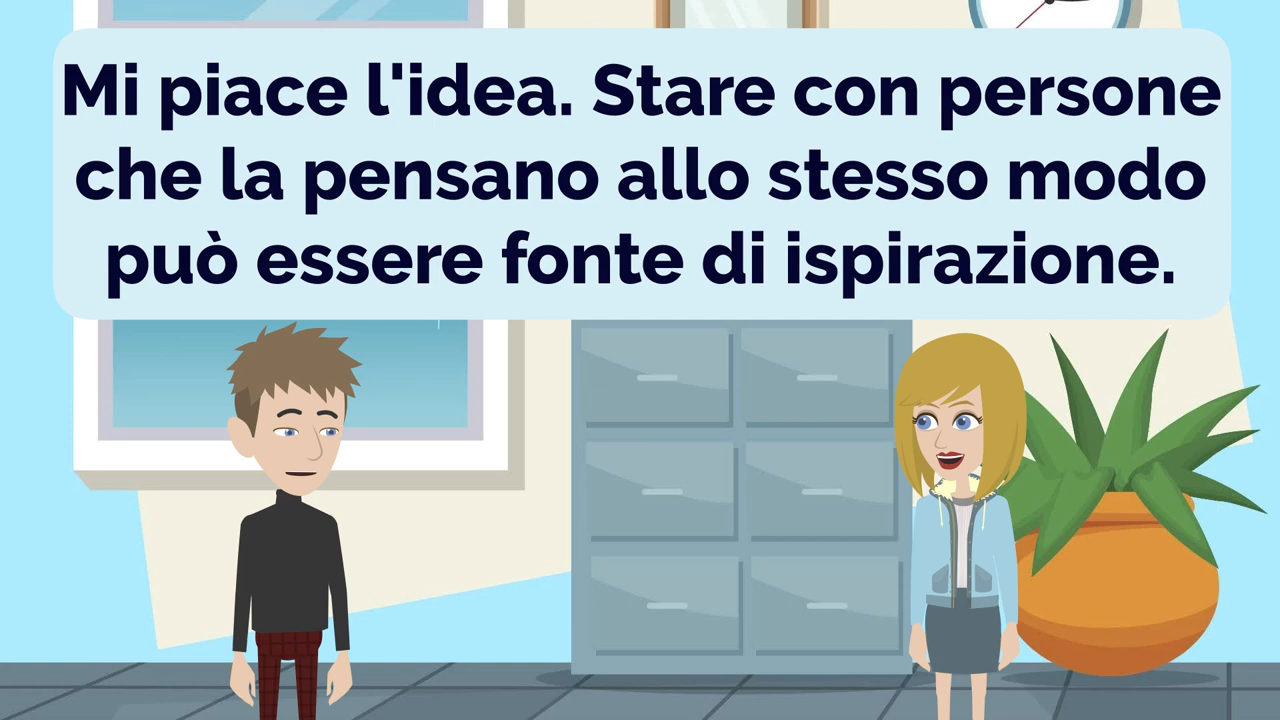 Mi piace l'idea. Stare con persone
che la pensano allo stesso modo
può essere fonte di ispirazione.